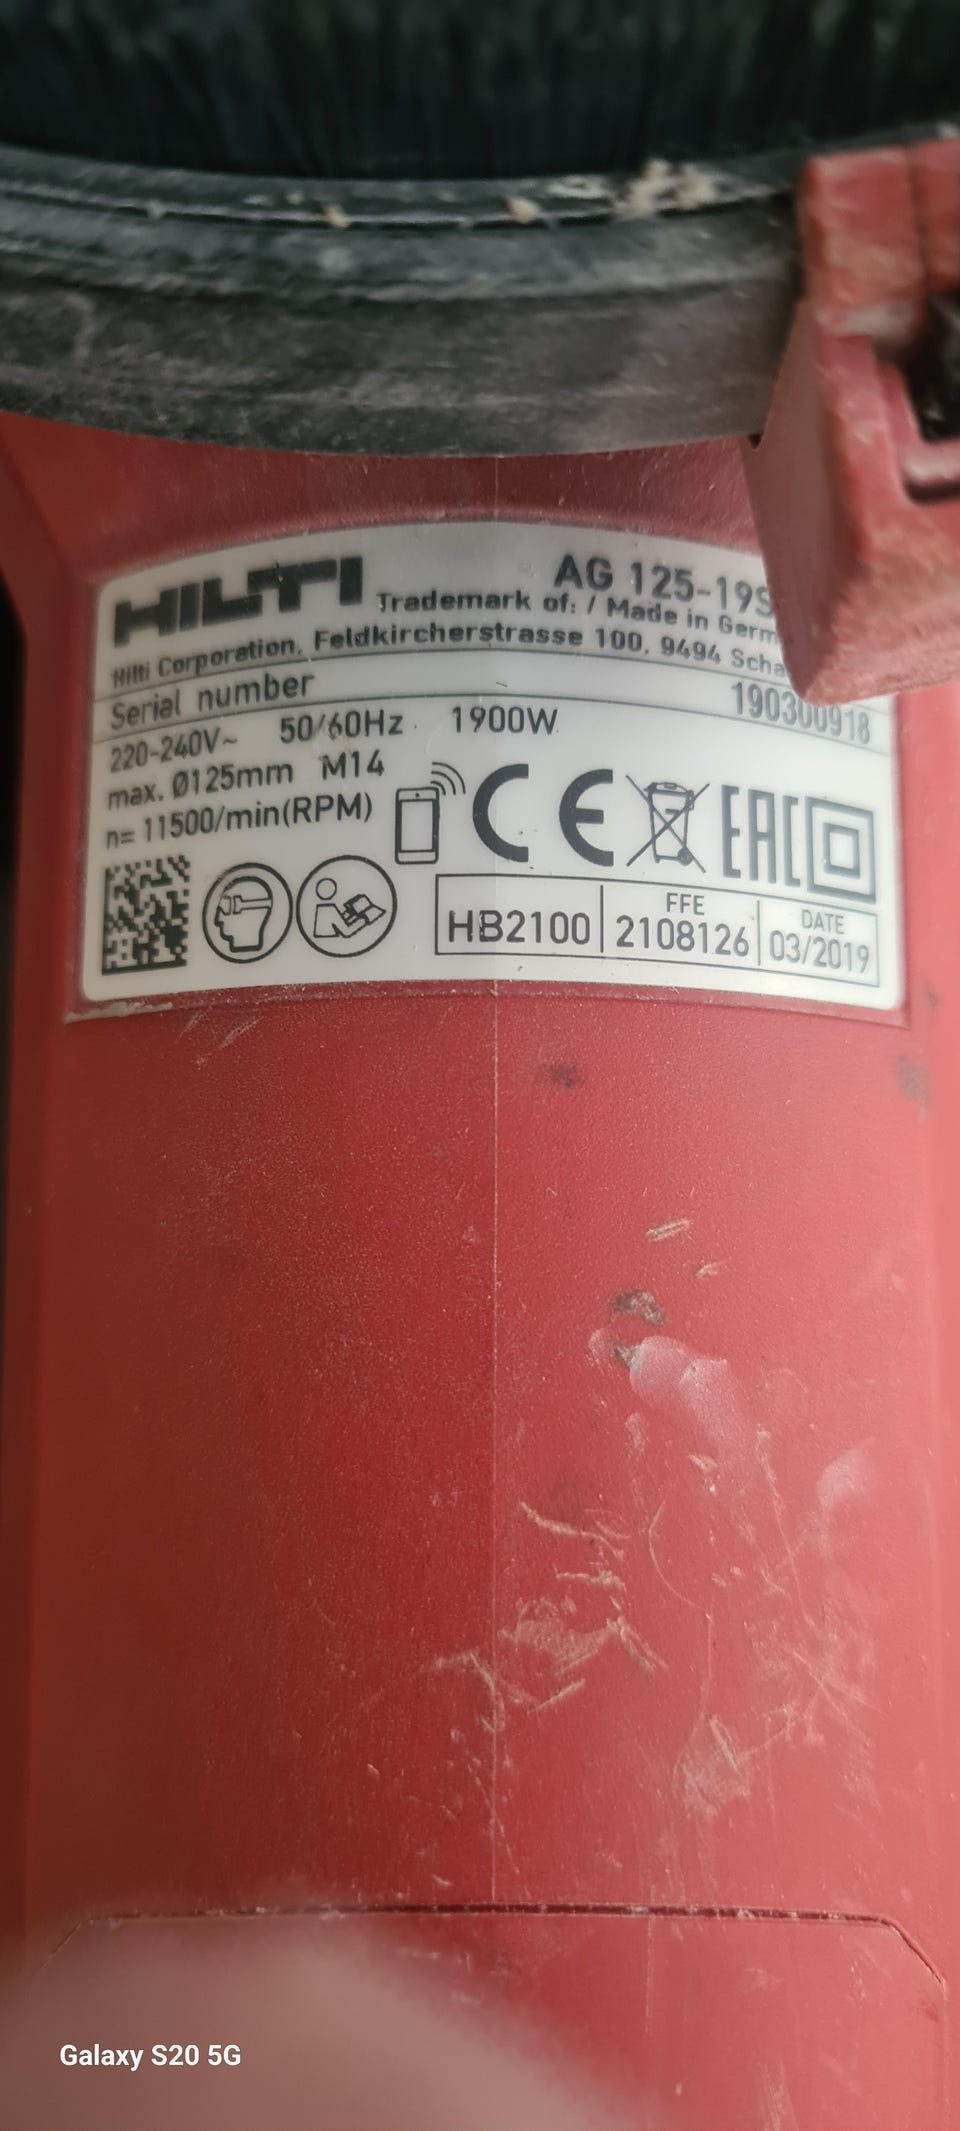 HILTI
AG 125-19S
Trademark of: / Made in Germ
Hilti Corporation, Feldkircherstrasse 100, 9494 Scha
Serial number 190300918
220-240V~ 50/60Hz 1900W
max. Ø125mm M14
n= 11500/min(RPM)
CE EAC
HB2100 FFE 2108126 DATE 03/2019
Galaxy S20 5G